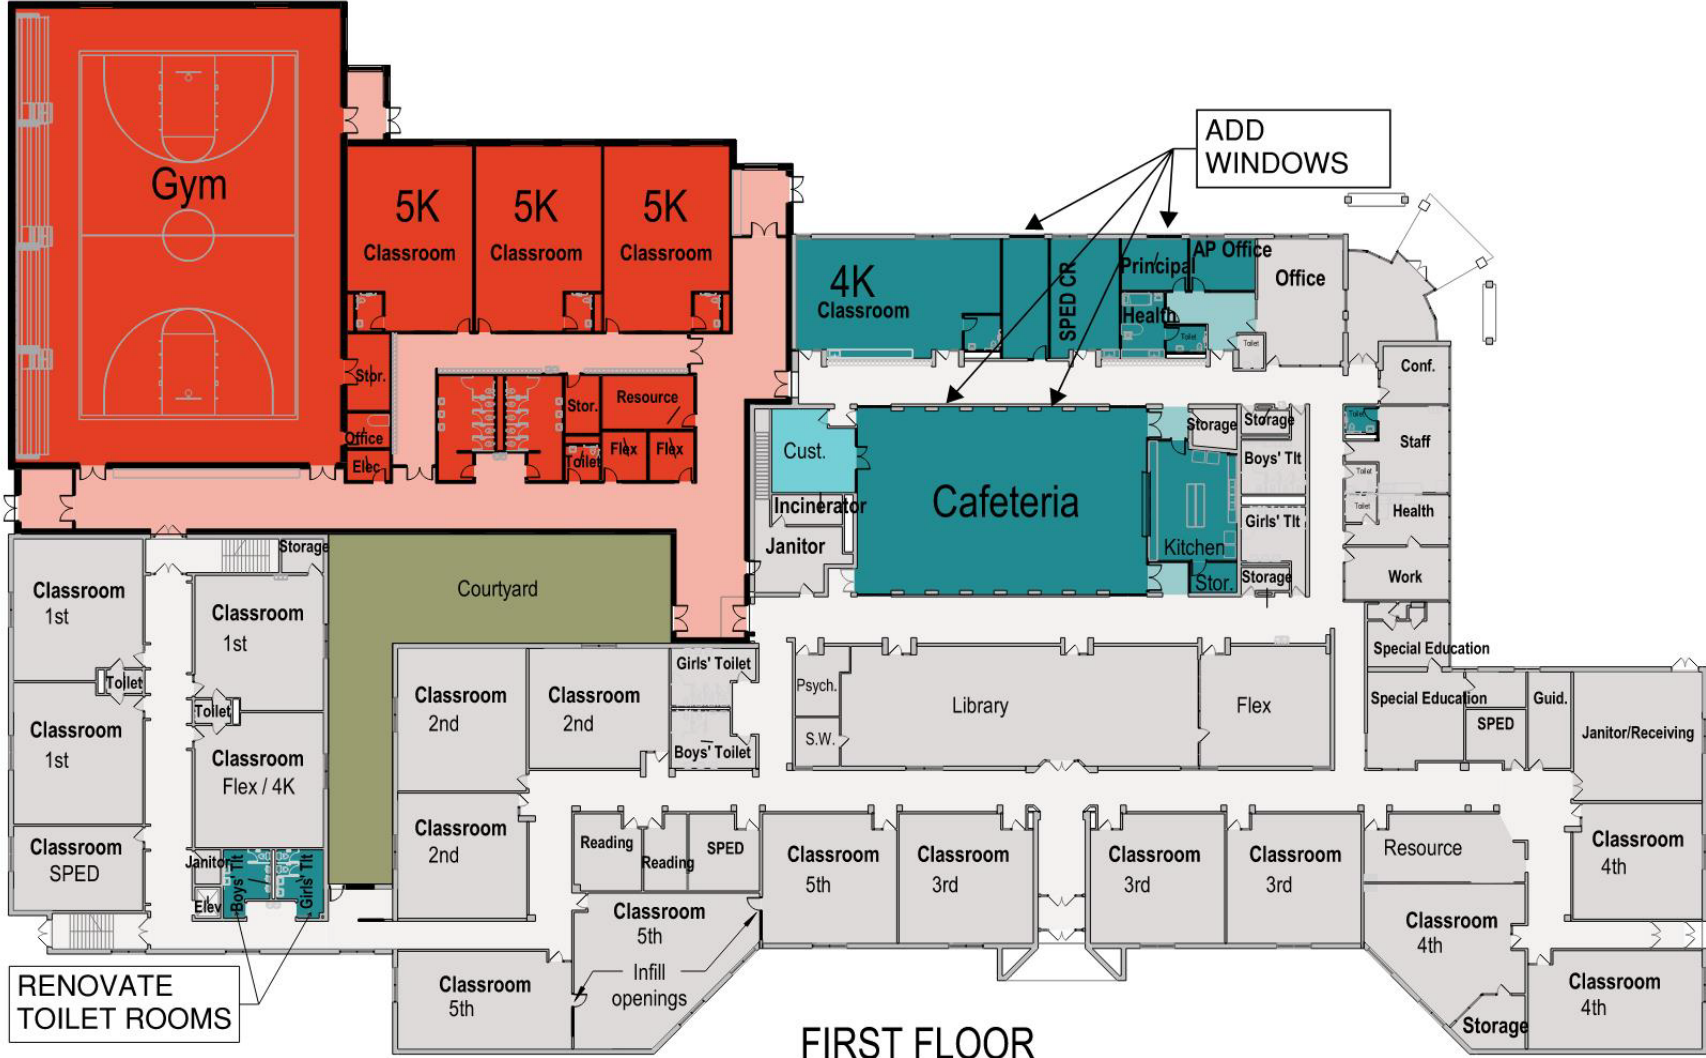 ADD
WINDOWS
Gym
5K
Classroom
5K
Classroom
5K
Classroom
4K
Classroom
SPED CR
Principal
AP Office
Office
Health
Toilet
Toilet
Conf.
Stor.
Office
Elec
Stor.
Resource
Toilet
Flex
Flex
Cust.
Incinerator
Janitor
Cafeteria
Storage
Storage
Boys' Tlt
Girls' Tlt
Kitchen
Stor.
Storage
Toilet
Staff
Toilet
Toilet
Health
Work
Special Education
Special Education
SPED
Guid.
Janitor/Receiving
Storage
Courtyard
Classroom
1st
Classroom
1st
Toilet
Toilet
Classroom
1st
Classroom
Flex / 4K
Classroom
SPED
Janitor
Elev
Boys' Tlt
Girls' Tlt
Classroom
2nd
Classroom
2nd
Girls' Toilet
Boys' Toilet
Classroom
2nd
Psych.
S.W.
Library
Flex
Reading
Reading
SPED
Classroom
5th
Classroom
3rd
Classroom
3rd
Classroom
3rd
Resource
Classroom
4th
Classroom
4th
Classroom
4th
Storage
Classroom
5th
Infill
openings
Classroom
5th
RENOVATE
TOILET ROOMS
FIRST FLOOR